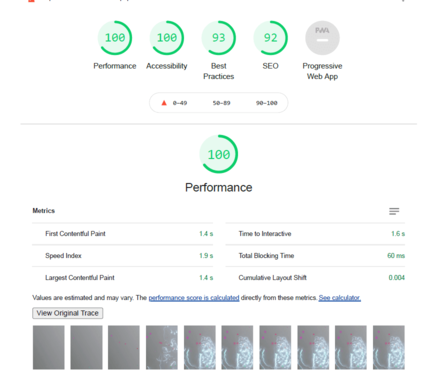 100 100 93 92 PWA
Performance Accessibility Best Practices SEO Progressive Web App
0–49 50–89 90–100
100
Performance
Metrics
First Contentful Paint 1.4 s
Time to Interactive 1.6 s
Speed Index 1.9 s
Total Blocking Time 60 ms
Largest Contentful Paint 1.4 s
Cumulative Layout Shift 0.004
Values are estimated and may vary. The performance score is calculated directly from these metrics. See calculator.
View Original Trace